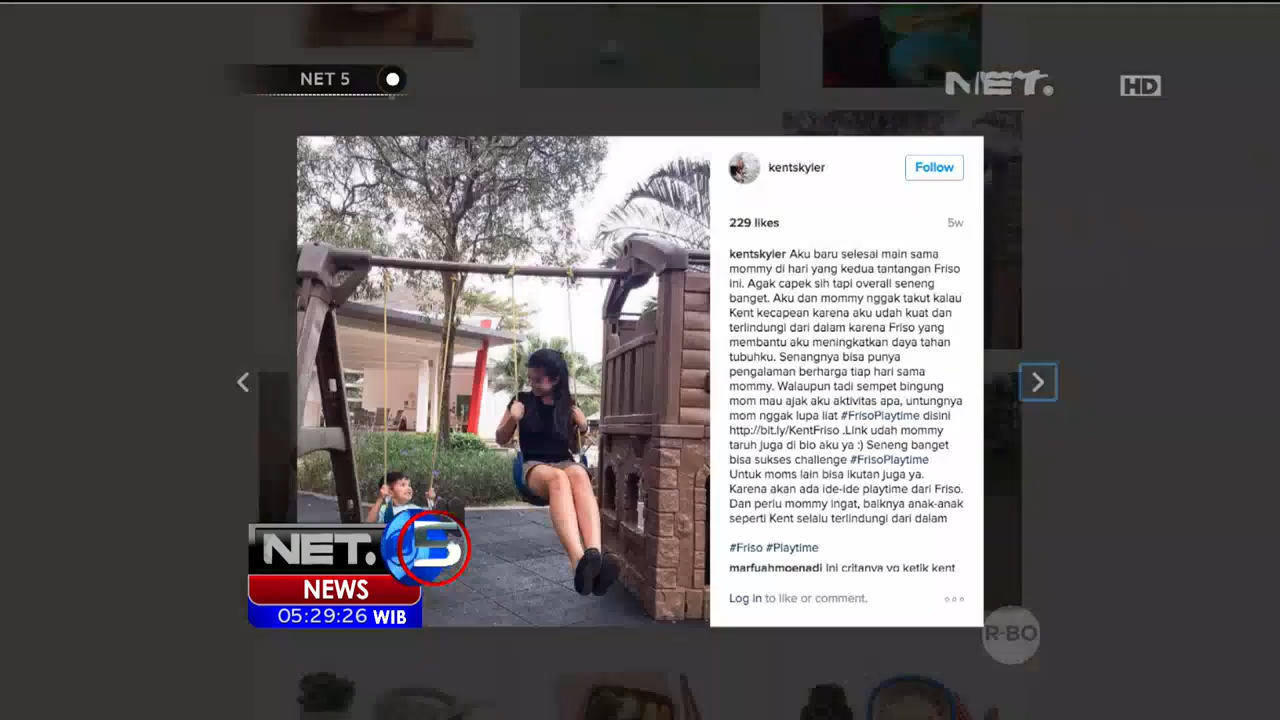 NET 5
NET.
HD
kentskyler
Follow
229 likes
5w
kentskyler Aku baru selesai main sama
mommy di hari yang kedua tantangan Friso
ini. Agak capek sih tapi overall seneng
banget. Aku dan mommy nggak takut kalau
Kent kecapean karena aku udah kuat dan
terlindungi dari dalam karena Friso yang
membantu aku meningkatkan daya tahan
tubuhku. Senangnya bisa punya
pengalaman berharga tiap hari sama
mommy. Walaupun tadi sempet bingung
mom mau ajak aku aktivitas apa, untungnya
mom nggak lupa liat #FrisoPlaytime disini
http://bit.ly/KentFriso .Link udah mommy
taruh juga di bio aku ya :) Seneng banget
bisa sukses challenge #FrisoPlaytime
Untuk moms lain bisa ikutan juga ya.
Karena akan ada ide-ide playtime dari Friso.
Dan perlu mommy ingat, baiknya anak-anak
seperti Kent selalu terlindungi dari dalam
#Friso #Playtime
marfuahmoenadi Ini critanya yg ketik kent
Log in to like or comment.
NET. 5
NEWS
05:29:26 WIB
R-BO